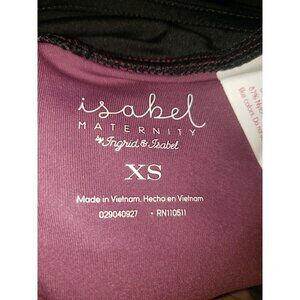 isabel
MATERNITY
by Ingrid & Isabel
XS
Made in Vietnam. Hecho en Vietnam
029040927 - RN110511